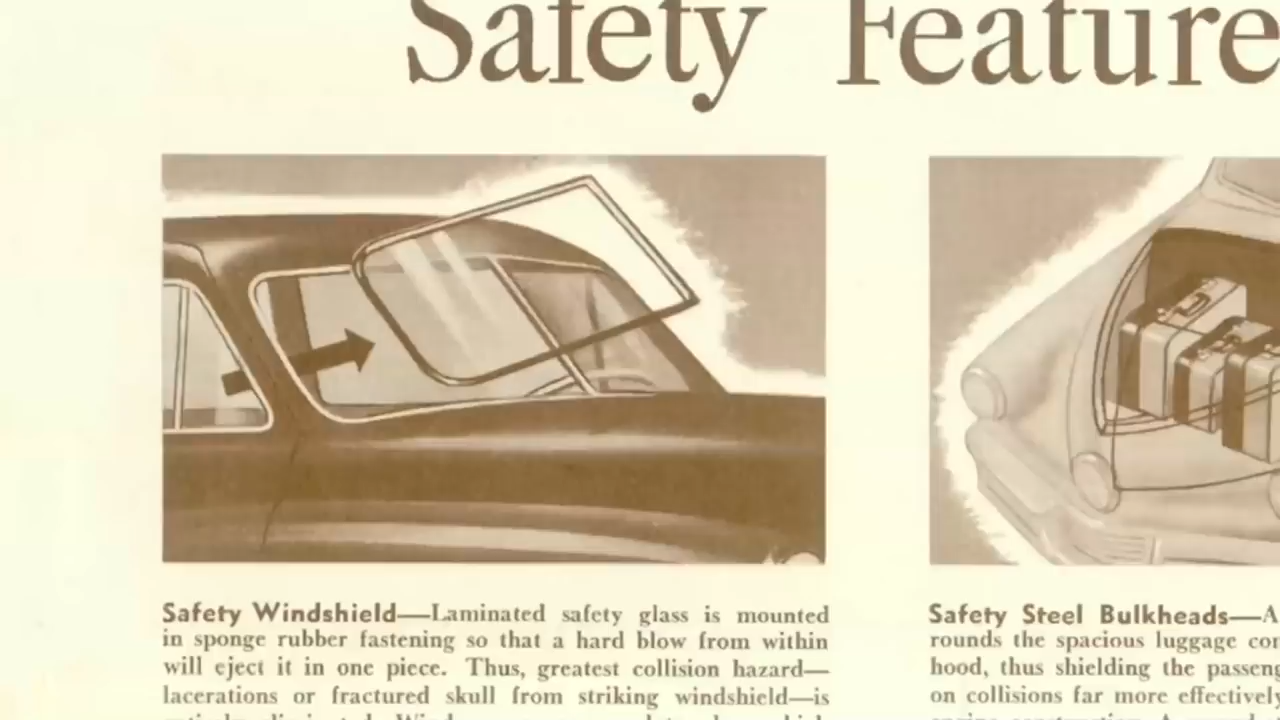 Safety Feature
Safety Windshield—Laminated safety glass is mounted
in sponge rubber fastening so that a hard blow from within
will eject it in one piece. Thus, greatest collision hazard—
lacerations or fractured skull from striking windshield—is
Safety Steel Bulkheads—A
rounds the spacious luggage con
hood, thus shielding the passeng
on collisions far more effectively